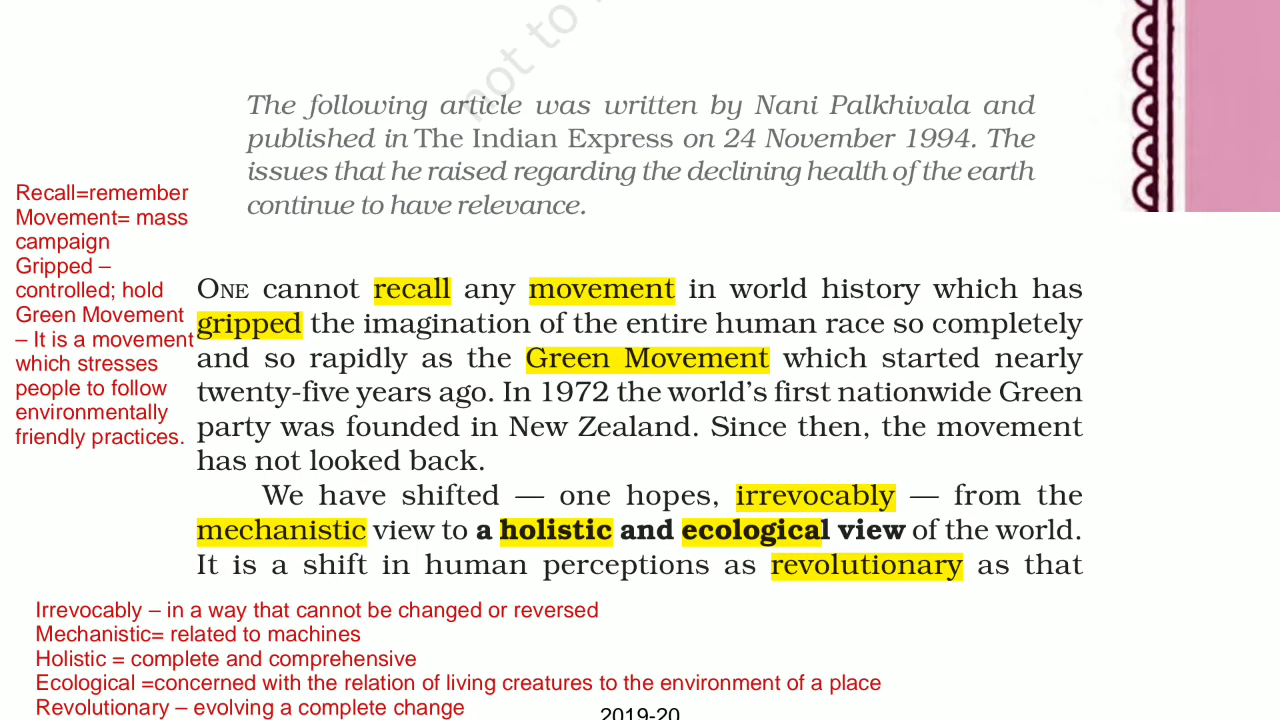 not to
The following article was written by Nani Palkhivala and
published in The Indian Express on 24 November 1994. The
issues that he raised regarding the declining health of the earth
continue to have relevance.
Recall=remember
Movement= mass
campaign
Gripped –
controlled; hold
Green Movement
– It is a movement
which stresses
people to follow
environmentally
friendly practices.
ONE cannot recall any movement in world history which has
gripped the imagination of the entire human race so completely
and so rapidly as the Green Movement which started nearly
twenty-five years ago. In 1972 the world's first nationwide Green
party was founded in New Zealand. Since then, the movement
has not looked back.
We have shifted — one hopes, irrevocably — from the
mechanistic view to a holistic and ecological view of the world.
It is a shift in human perceptions as revolutionary as that
Irrevocably – in a way that cannot be changed or reversed
Mechanistic= related to machines
Holistic = complete and comprehensive
Ecological =concerned with the relation of living creatures to the environment of a place
Revolutionary – evolving a complete change
2019-20